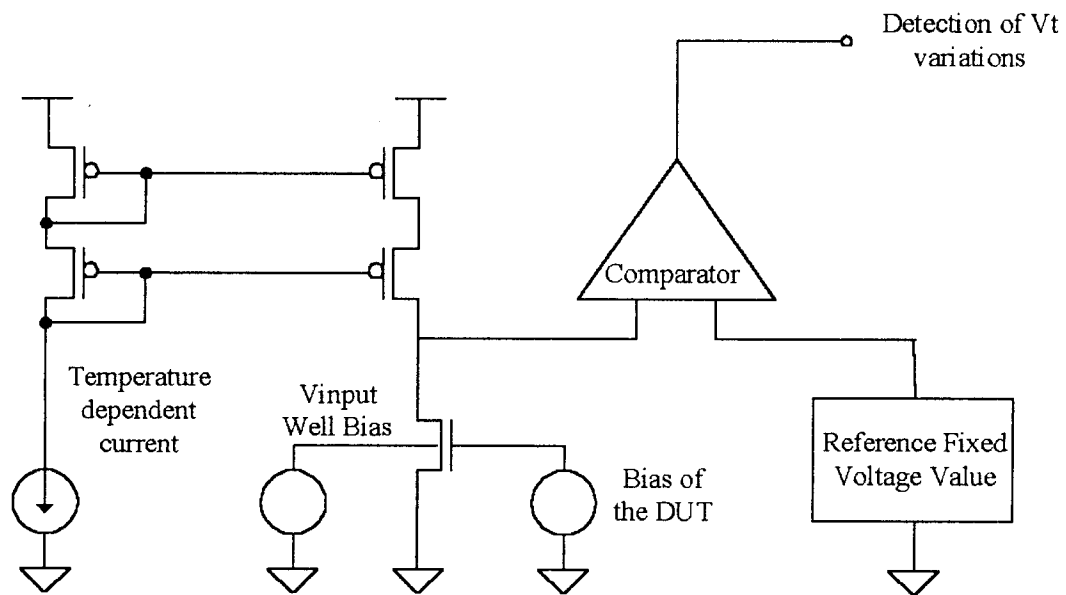 Detection of Vt
variations
Comparator
Temperature
dependent
current
Vinput
Well Bias
Bias of
the DUT
Reference Fixed
Voltage Value